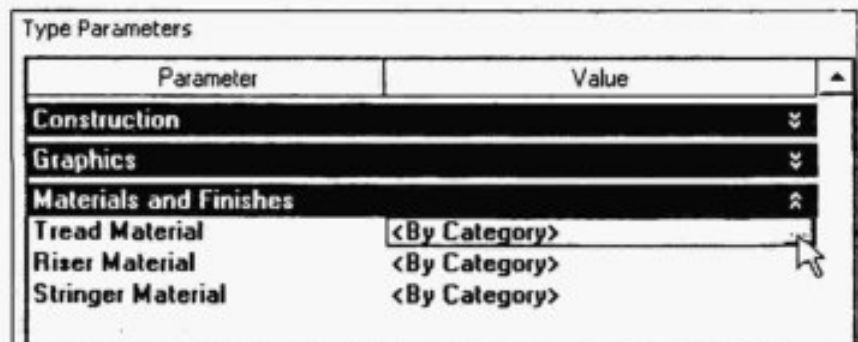 Type Parameters
Parameter Value
Construction
Graphics
Materials and Finishes
Tread Material <By Category>
Riser Material <By Category>
Stringer Material <By Category>